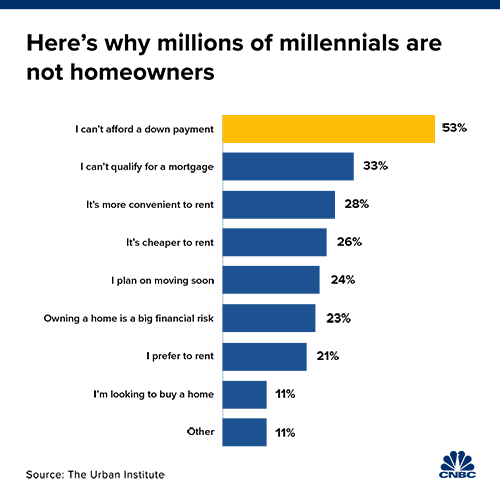 Here's why millions of millennials are
not homeowners
I can't afford a down payment 53%
I can't qualify for a mortgage 33%
It's more convenient to rent 28%
It's cheaper to rent 26%
I plan on moving soon 24%
Owning a home is a big financial risk 23%
I prefer to rent 21%
I'm looking to buy a home 11%
Other 11%
Source: The Urban Institute
CNBC